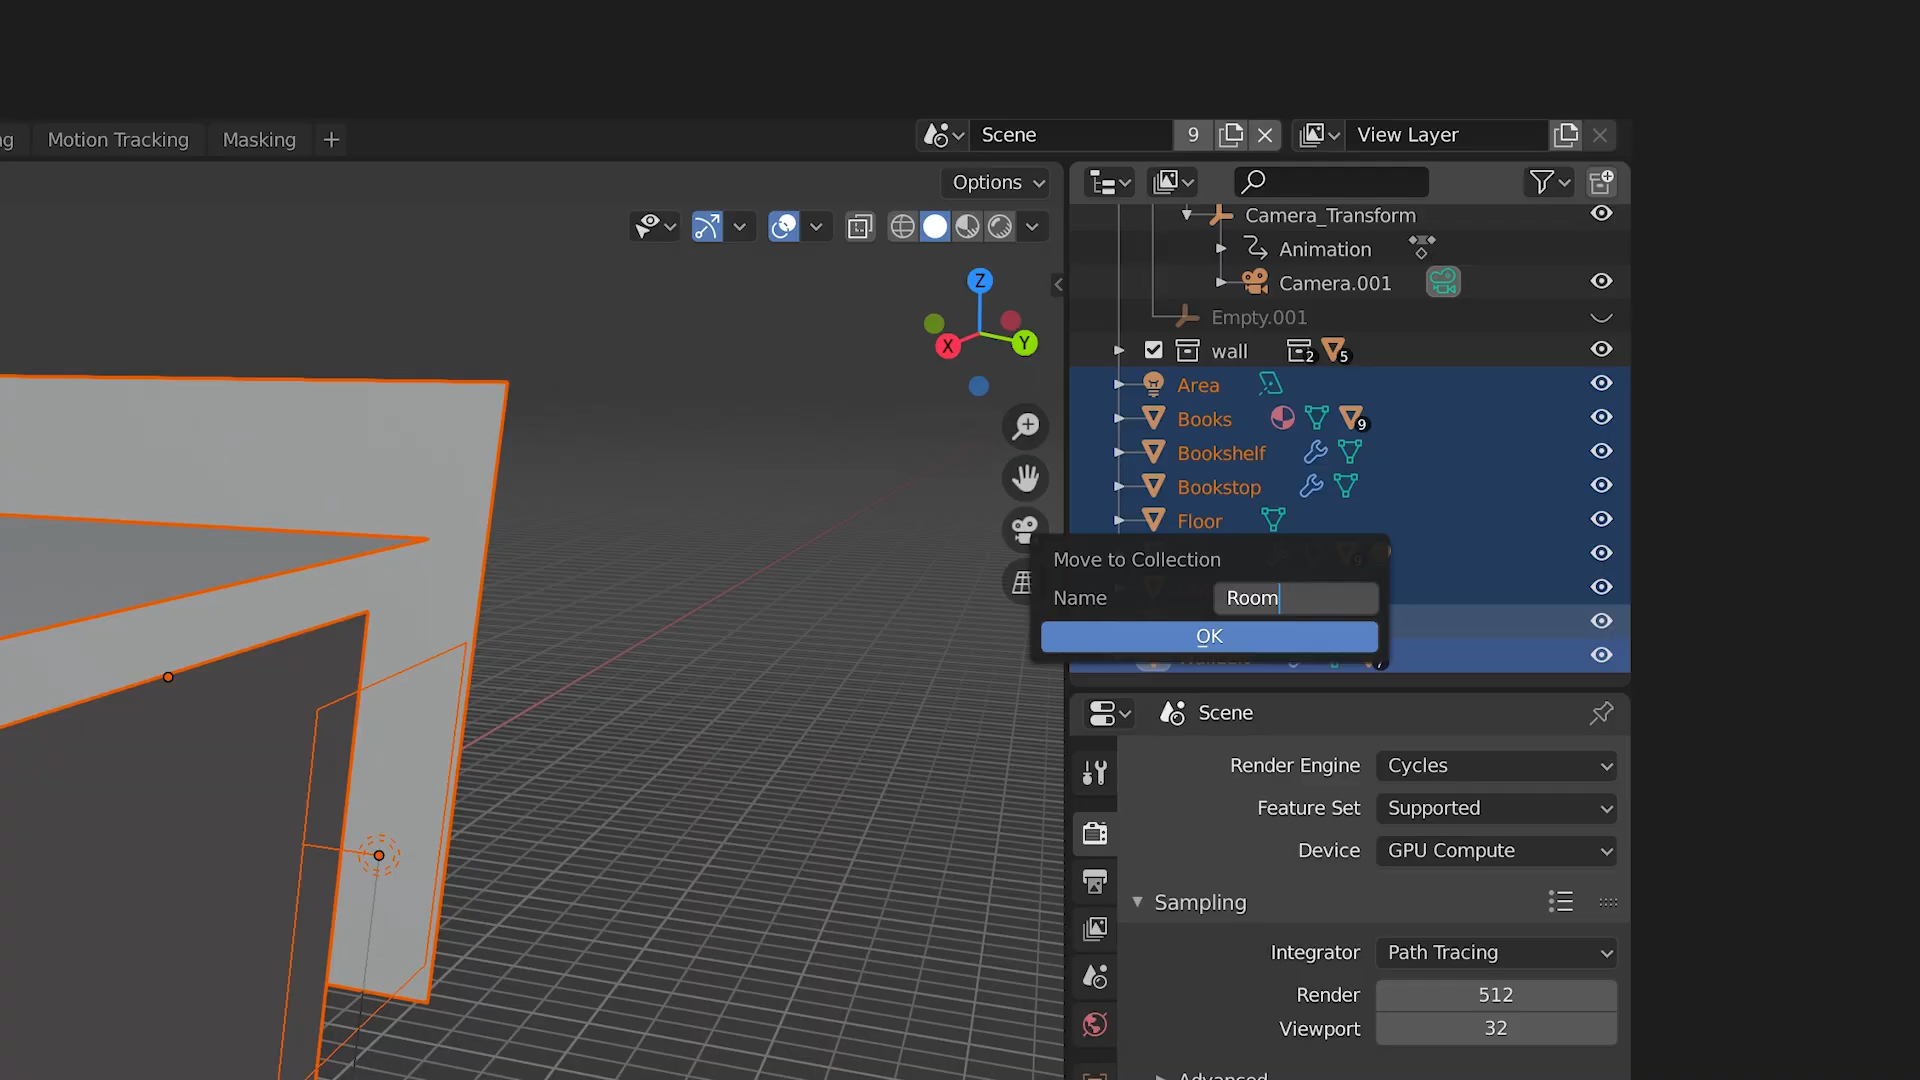 Motion Tracking
Masking
Scene
9
View Layer
Options
Camera_Transform
Animation
Camera.001
Empty.001
wall
2
5
Area
Books
9
Bookshelf
Bookstop
Floor
Move to Collection
Name
Room
OK
Z
X
Y
Scene
Render Engine
Cycles
Feature Set
Supported
Device
GPU Compute
Sampling
Integrator
Path Tracing
Render
512
Viewport
32
Advanced